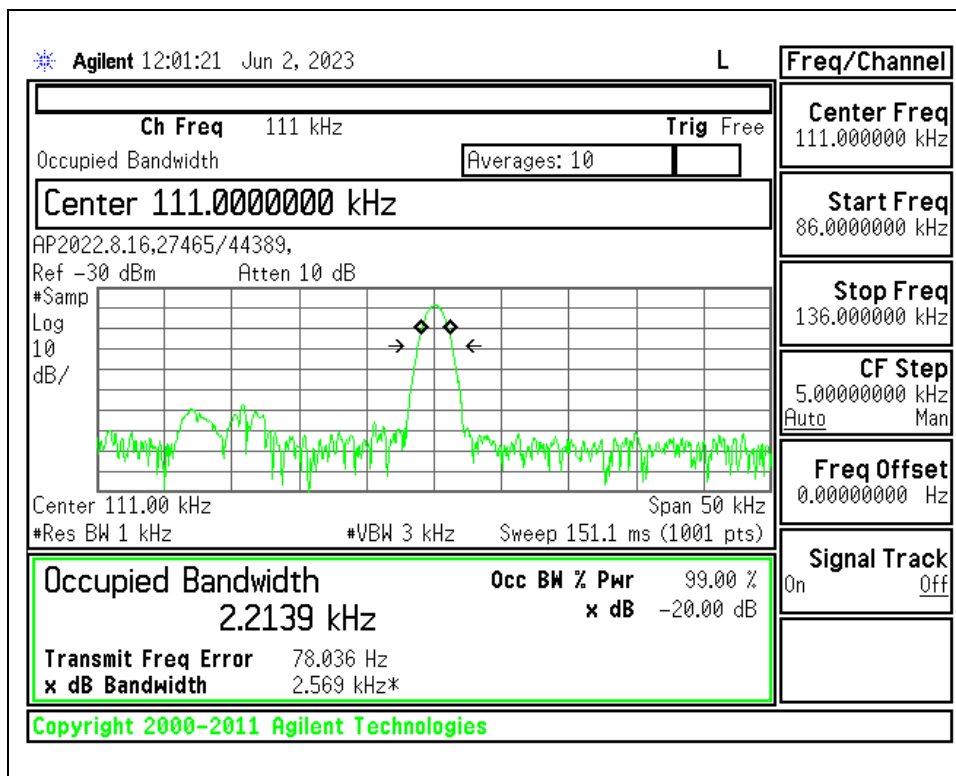 Agilent 12:01:21 Jun 2, 2023 L
Ch Freq 111 kHz Trig Free
Occupied Bandwidth Averages: 10
Center 111.0000000 kHz
AP2022.8.16,27465/44389,
Ref -30 dBm Atten 10 dB
#Samp
Log
10
dB/
Center 111.00 kHz Span 50 kHz
#Res BW 1 kHz #VBW 3 kHz Sweep 151.1 ms (1001 pts)
Occupied Bandwidth Occ BW % Pwr 99.00 %
2.2139 kHz x dB -20.00 dB
Transmit Freq Error 78.036 Hz
x dB Bandwidth 2.569 kHz*
Copyright 2000-2011 Agilent Technologies
Freq/Channel
Center Freq
111.000000 kHz
Start Freq
86.0000000 kHz
Stop Freq
136.000000 kHz
CF Step
5.00000000 kHz
Auto Man
Freq Offset
0.00000000 Hz
Signal Track
On Off